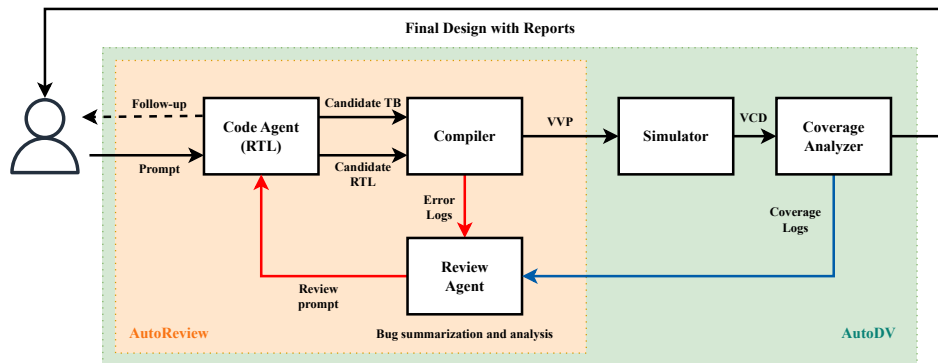 Final Design with Reports
Follow-up
Prompt
Code Agent
(RTL)
Candidate TB
Candidate
RTL
Compiler
VVP
Simulator
VCD
Coverage
Analyzer
Error
Logs
Coverage
Logs
Review
Agent
Review
prompt
Bug summarization and analysis
AutoReview
AutoDV